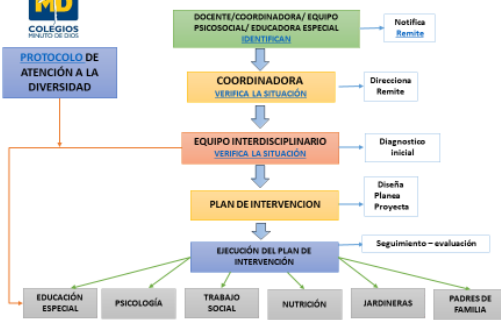 MD
COLEGIOS
MINUTO DE DIOS
PROTOCOLO DE
ATENCIÓN A LA
DIVERSIDAD
DOCENTE/COORDINADORA/ EQUIPO
PSICOSOCIAL/ EDUCADORA ESPECIAL
IDENTIFICAN
Notifica
Remite
COORDINADORA
VERIFICA LA SITUACIÓN
Direcciona
Remite
EQUIPO INTERDISCIPLINARIO
VERIFICA LA SITUACIÓN
Diagnostico
inicial
PLAN DE INTERVENCION
Diseña
Planea
Proyecta
EJECUCIÓN DEL PLAN DE
INTERVENCIÓN
Seguimiento – evaluación
EDUCACIÓN
ESPECIAL
PSICOLOGÍA
TRABAJO
SOCIAL
NUTRICIÓN
JARDINERAS
PADRES DE
FAMILIA